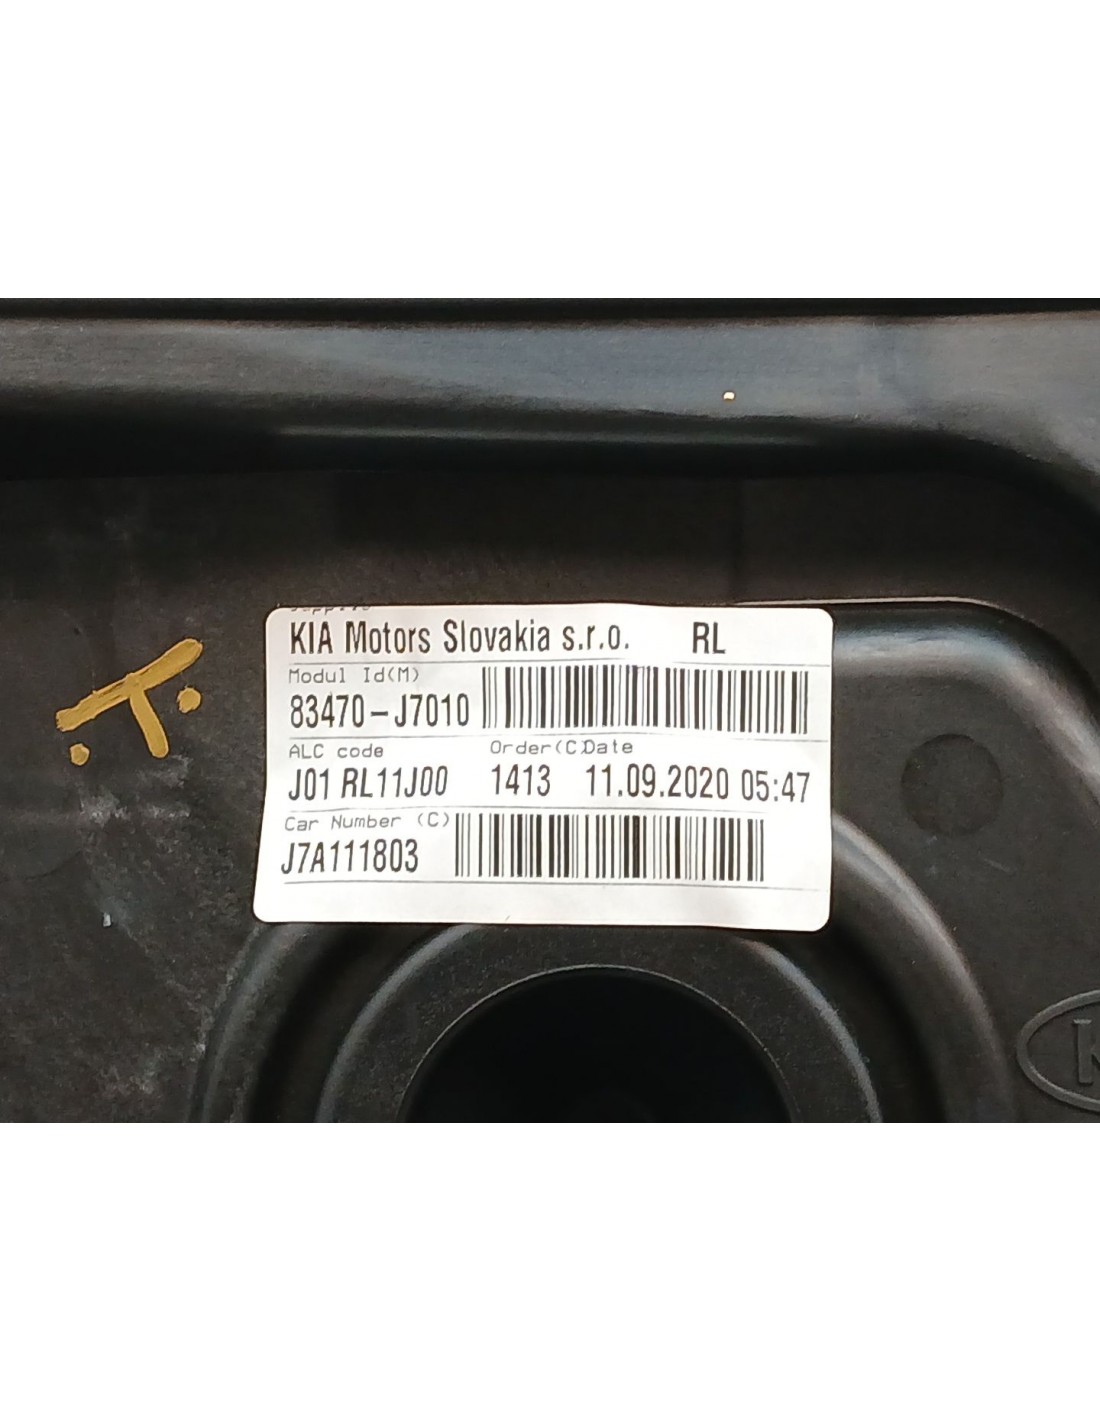 KIA Motors Slovakia s.r.o. RL
Modul Id(M)
83470-J7010
ALC code Order(C)Date
J01 RL11J00 1413 11.09.2020 05:47
Car Number (C)
J7A111803